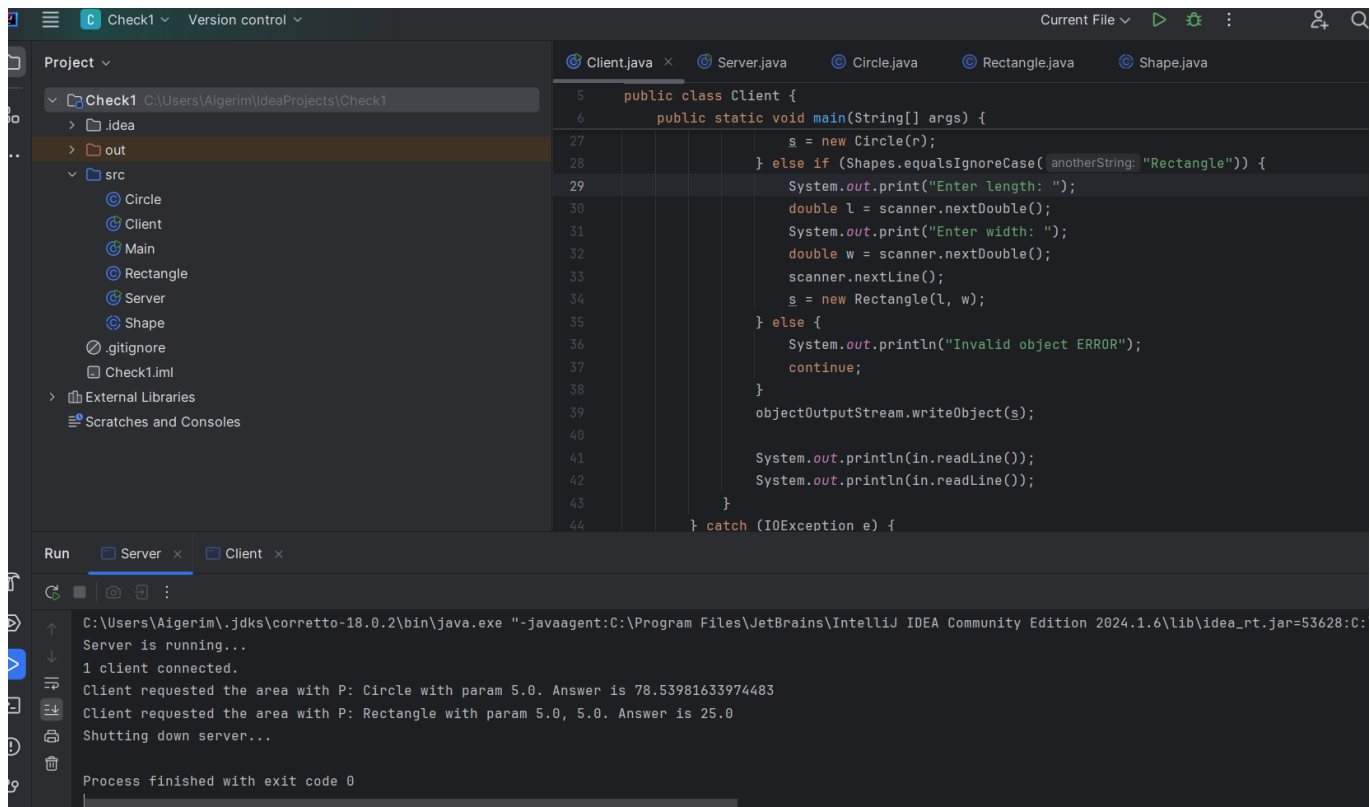 C Check1 Version control Current File
Project
Client.java Server.java Circle.java Rectangle.java Shape.java
Check1 C:\Users\Aigerim\IdeaProjects\Check1
.idea
out
src
Circle
Client
Main
Rectangle
Server
Shape
.gitignore
Check1.iml
External Libraries
Scratches and Consoles
5 public class Client {
6 public static void main(String[] args) {
27 s = new Circle(r);
28 } else if (Shapes.equalsIgnoreCase( anotherString: "Rectangle")) {
29 System.out.print("Enter length: ");
30 double l = scanner.nextDouble();
31 System.out.print("Enter width: ");
32 double w = scanner.nextDouble();
33 scanner.nextLine();
34 s = new Rectangle(l, w);
35 } else {
36 System.out.println("Invalid object ERROR");
37 continue;
38 }
39 objectOutputStream.writeObject(s);
40
41 System.out.println(in.readLine());
42 System.out.println(in.readLine());
43 }
44 } catch (IOException e) {
Run Server Client
C:\Users\Aigerim\.jdks\corretto-18.0.2\bin\java.exe "-javaagent:C:\Program Files\JetBrains\IntelliJ IDEA Community Edition 2024.1.6\lib\idea_rt.jar=53628:C:
Server is running...
1 client connected.
Client requested the area with P: Circle with param 5.0. Answer is 78.53981633974483
Client requested the area with P: Rectangle with param 5.0, 5.0. Answer is 25.0
Shutting down server...
Process finished with exit code 0